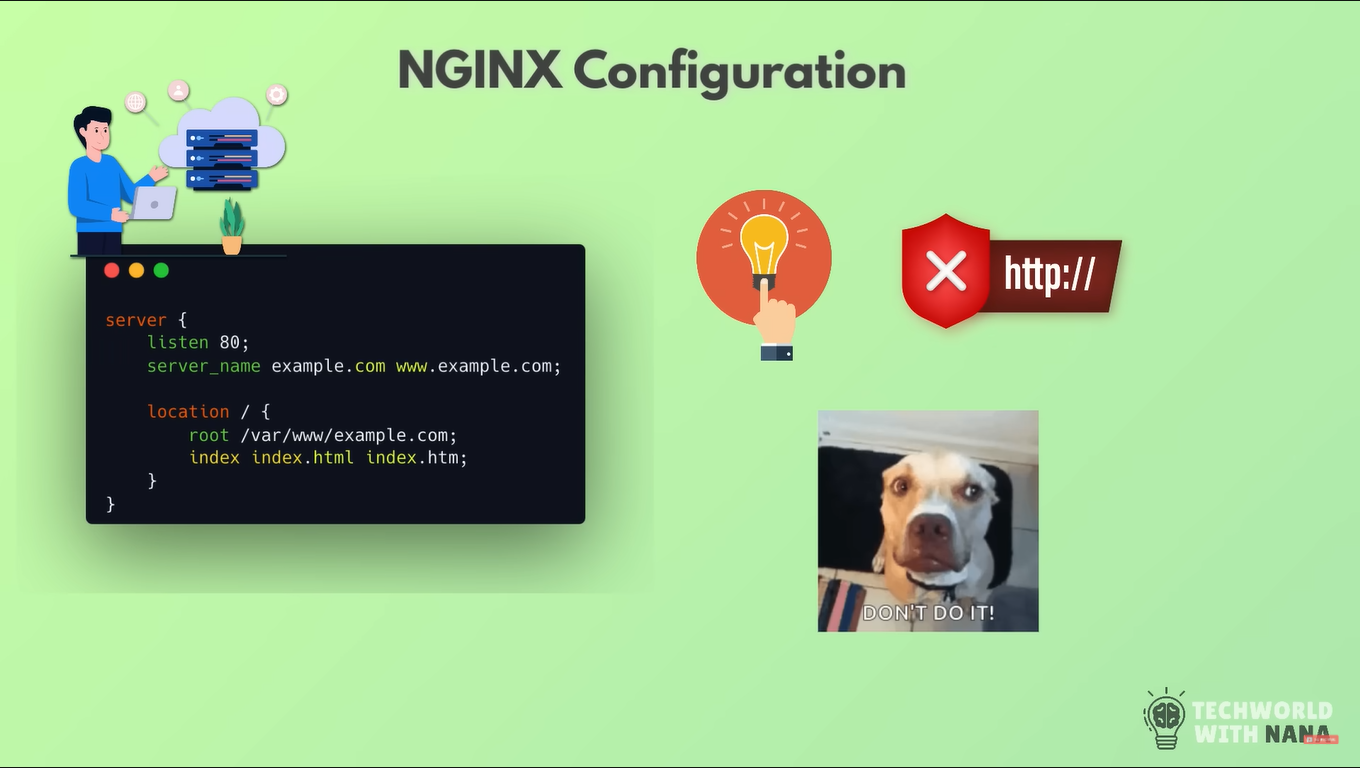 NGINX Configuration
http://
server {
    listen 80;
    server_name example.com www.example.com;

    location / {
        root /var/www/example.com;
        index index.html index.htm;
    }
}
DON'T DO IT!
TECHWORLD
WITH NANA